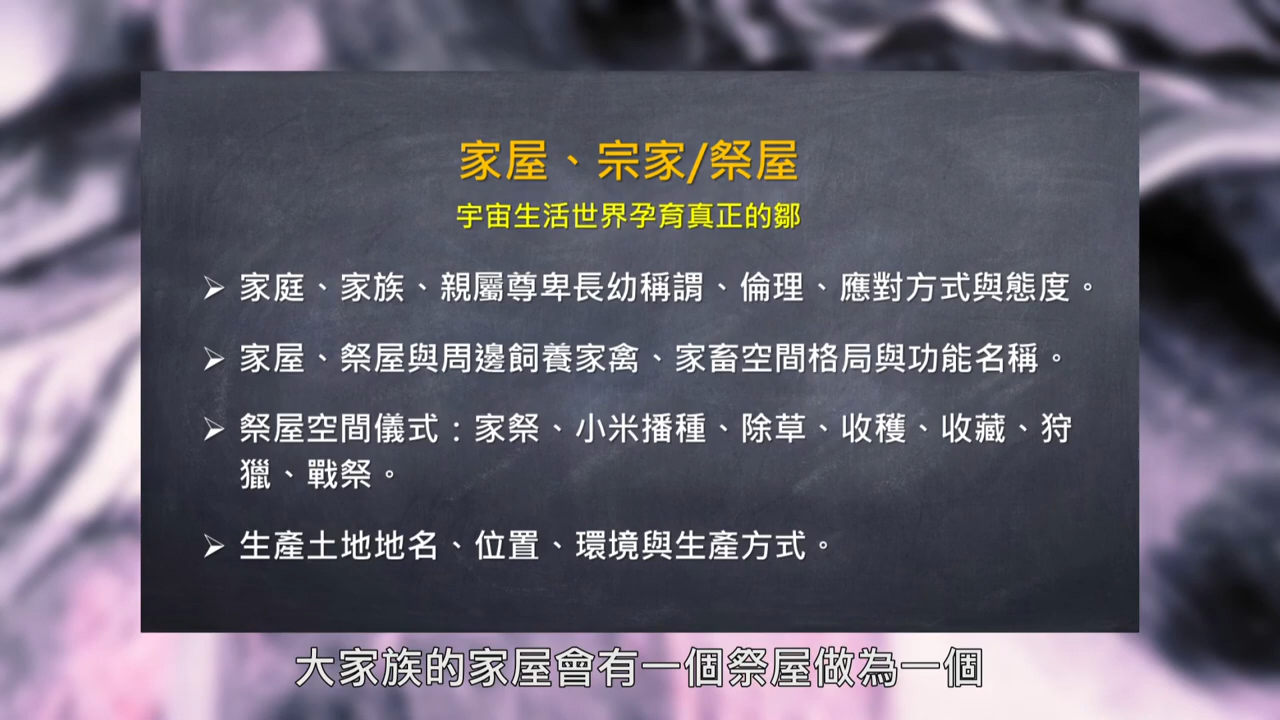 家屋、宗家/祭屋
宇宙生活世界孕育真正的鄒
➢ 家庭、家族、親屬尊卑長幼稱謂、倫理、應對方式與態度。
➢ 家屋、祭屋與周邊飼養家禽、家畜空間格局與功能名稱。
➢ 祭屋空間儀式：家祭、小米播種、除草、收穫、收藏、狩
獵、戰祭。
➢ 生產土地地名、位置、環境與生產方式。
大家族的家屋會有一個祭屋做為一個